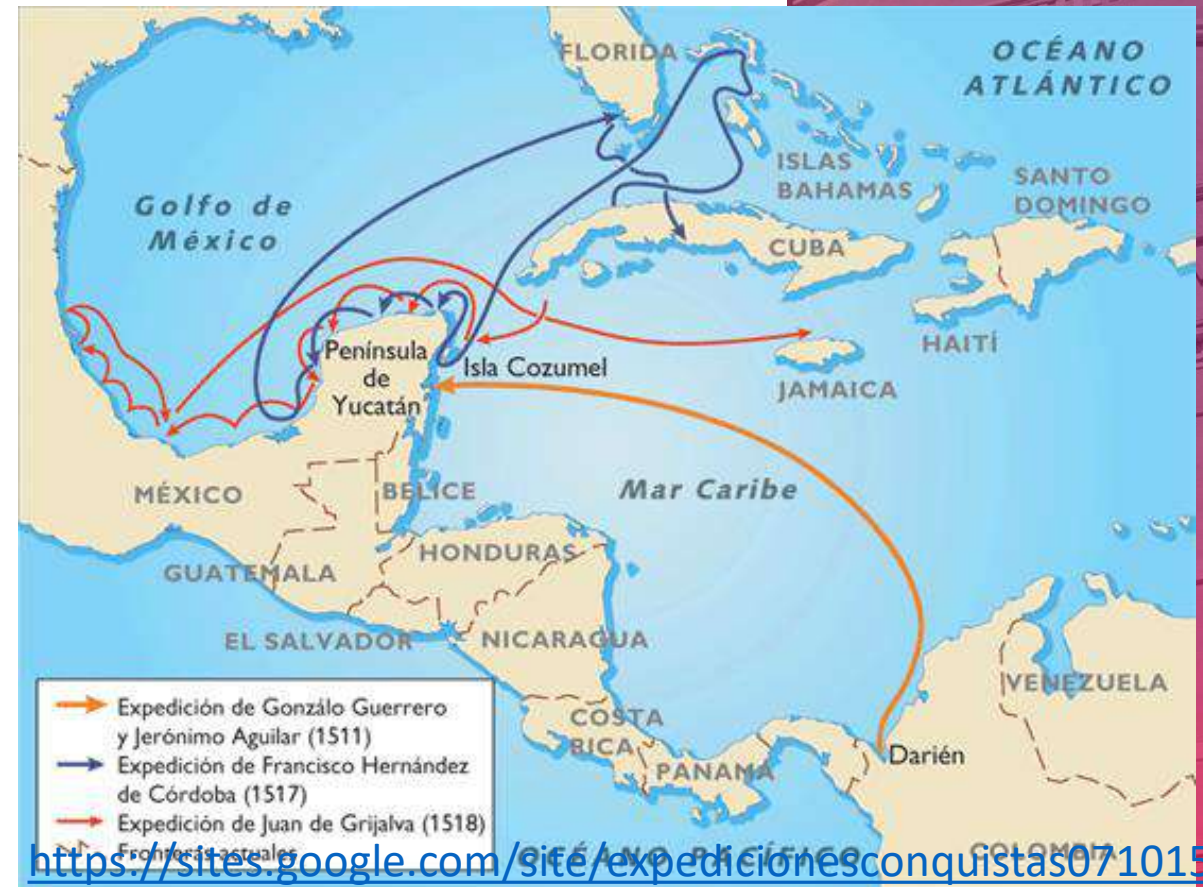 FLORIDA
OCÉANO
ATLÁNTICO
Golfo de
México
ISLAS
BAHAMAS
SANTO
DOMINGO
CUBA
HAITÍ
JAMAICA
Península
de
Yucatán
Isla Cozumel
MÉXICO
BELICE
Mar Caribe
GUATEMALA
HONDURAS
EL SALVADOR
NICARAGUA
COSTA
RICA
PANAMÁ
Darién
VENEZUELA
COLOMBIA
OCÉANO PACÍFICO
Expedición de Gonzálo Guerrero
y Jerónimo Aguilar (1511)
Expedición de Francisco Hernández
de Córdoba (1517)
Expedición de Juan de Grijalva (1518)
Fronteras actuales
https://sites.google.com/site/expedicionesconquistas071015